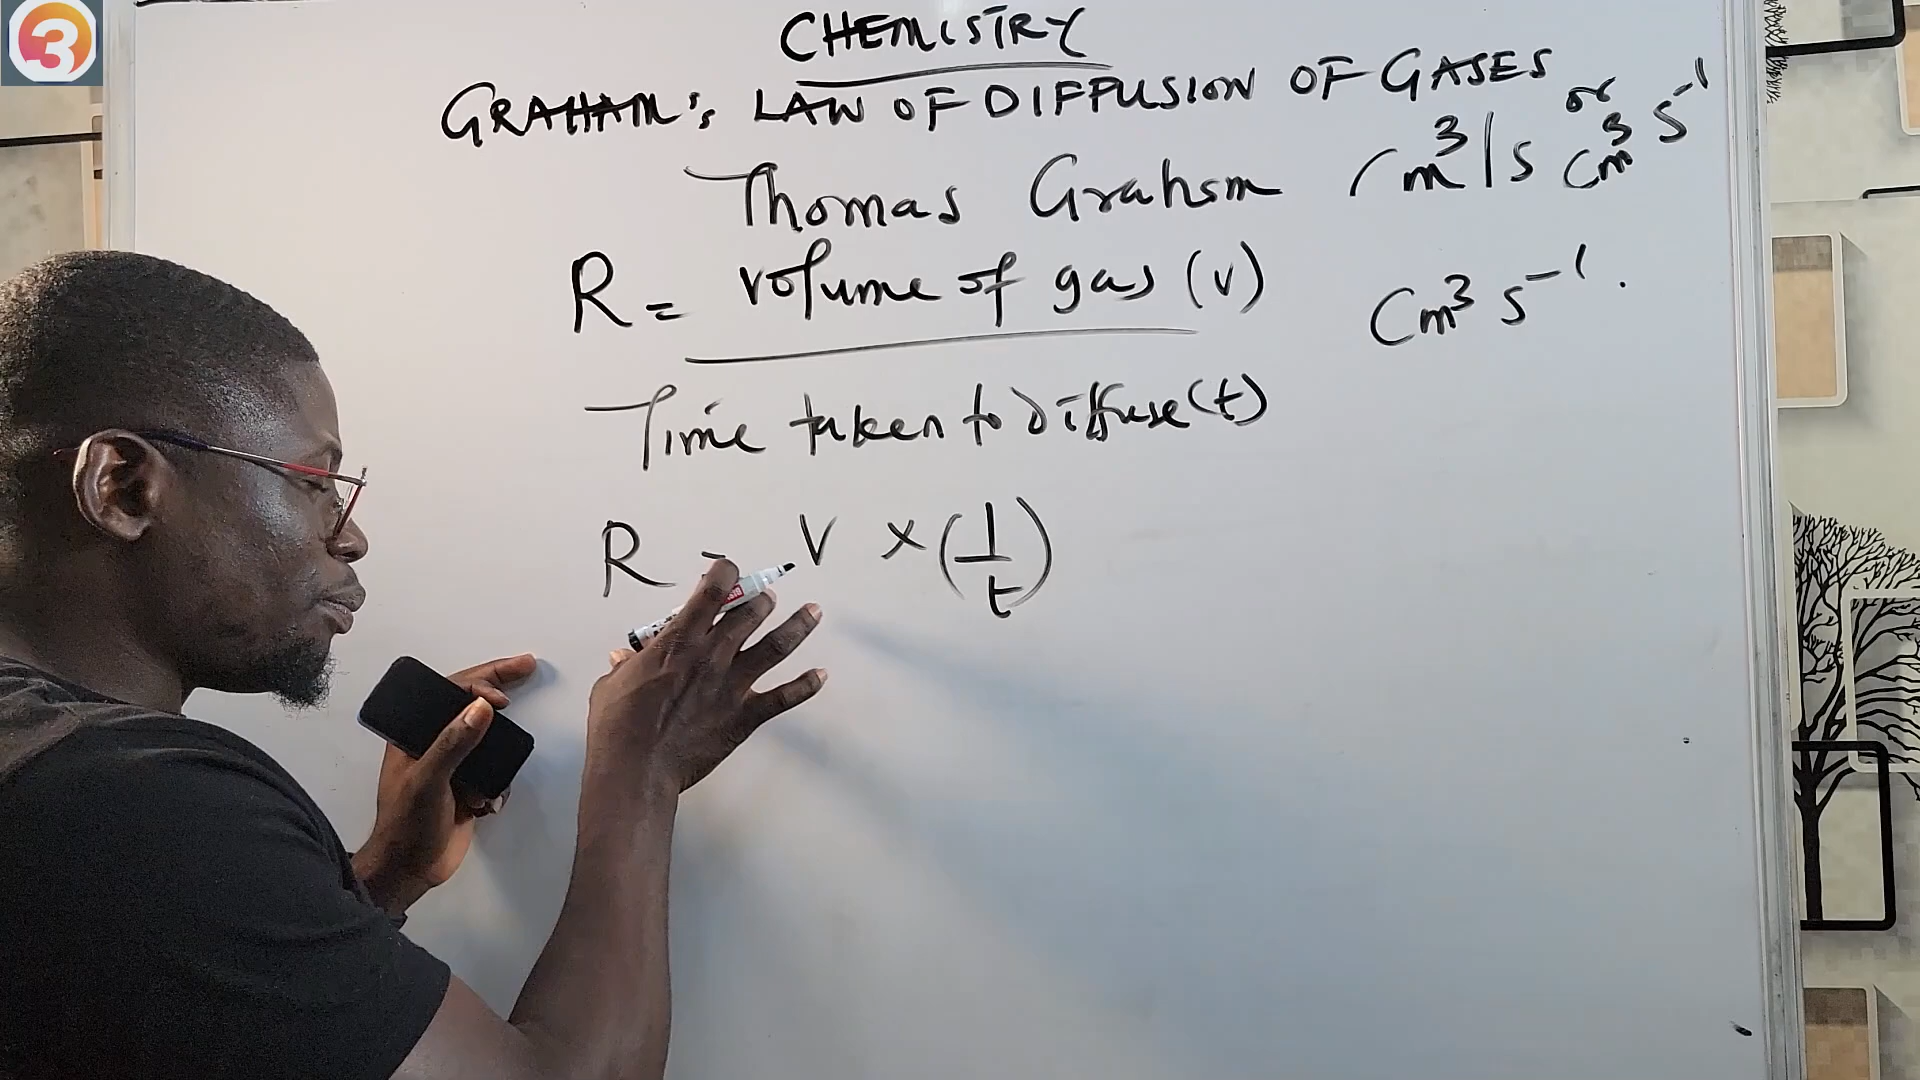 3
CHEMISTRY
GRAHAM'S LAW OF DIFFUSION OF GASES
Thomas Graham Cm³/s or Cm³ S⁻¹
R = volume of gas (v)
Cm³ S⁻¹.
Time taken to Diffuse (t)
R = V × (1/t)